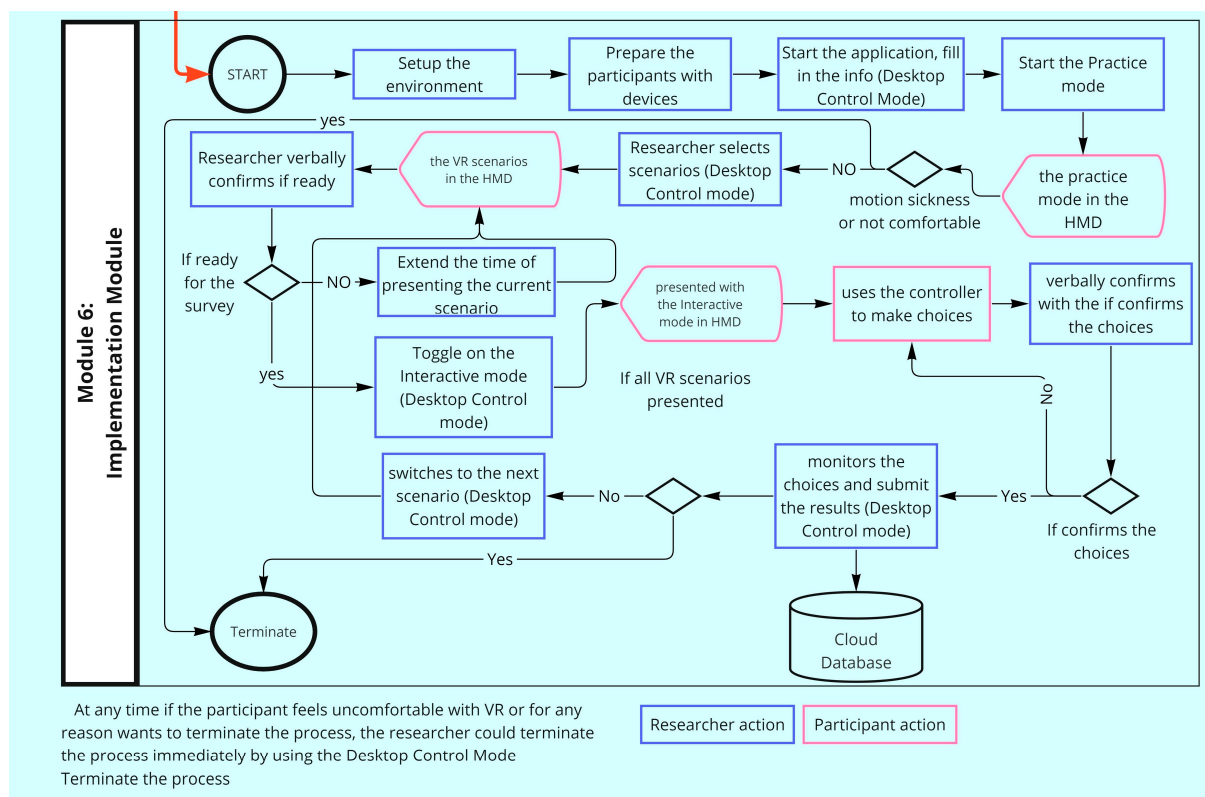 Module 6:
Implementation Module
START
Setup the
environment
Prepare the
participants with
devices
Start the application, fill
in the info (Desktop
Control Mode)
Start the Practice
mode
yes
Researcher verbally
confirms if ready
the VR scenarios
in the HMD
Researcher selects
scenarios (Desktop
Control mode)
NO
motion sickness
or not comfortable
the practice
mode in the
HMD
If ready
for the
survey
NO
Extend the time of
presenting the current
scenario
presented with
the Interactive
mode in HMD
uses the controller
to make choices
verbally confirms
with the if confirms
the choices
yes
Toggle on the
Interactive mode
(Desktop Control
mode)
If all VR scenarios
presented
No
switches to the next
scenario (Desktop
Control mode)
No
monitors the
choices and submit
the results (Desktop
Control mode)
Yes
If confirms the
choices
Yes
Terminate
Cloud
Database
At any time if the participant feels uncomfortable with VR or for any
reason wants to terminate the process, the researcher could terminate
the process immediately by using the Desktop Control Mode
Terminate the process
Researcher action
Participant action